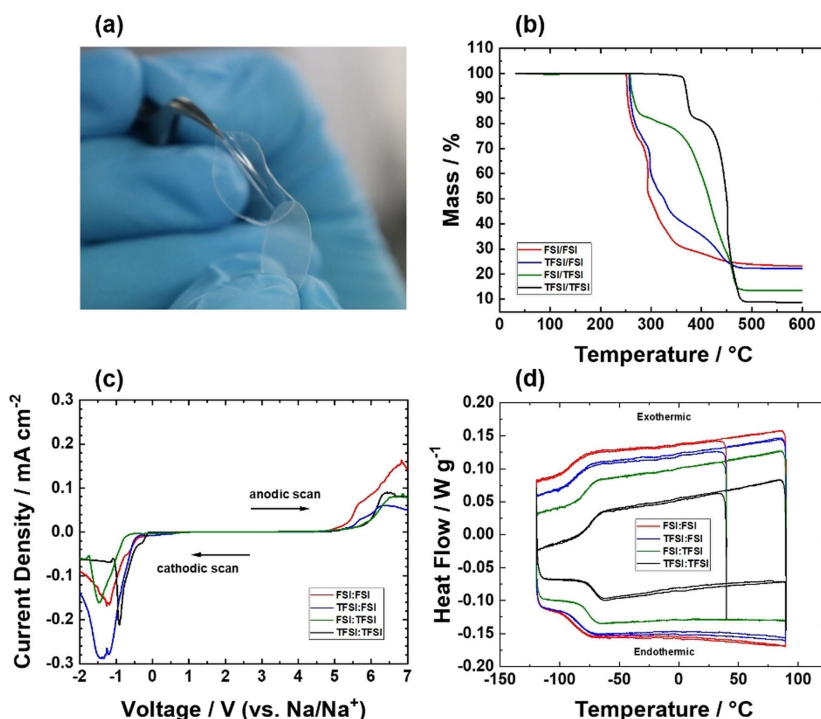 (a)
(b)
100
90
80
70
60
50
40
30
20
10
Mass / %
FSI/FSI
TFSI/FSI
FSI/TFSI
TFSI/TFSI
0
100
200
300
400
500
600
Temperature / °C
(c)
0.3
0.2
0.1
0.0
-0.1
-0.2
-0.3
Current Density / mA cm-2
anodic scan
cathodic scan
FSI:FSI
TFSI:FSI
FSI:TFSI
TFSI:TFSI
-2
-1
0
1
2
3
4
5
6
7
Voltage / V (vs. Na/Na+)
(d)
Exothermic
0.20
0.15
0.10
0.05
0.00
-0.05
-0.10
-0.15
-0.20
Heat Flow / W g-1
FSI:FSI
TFSI:FSI
FSI:TFSI
TFSI:TFSI
Endothermic
-150
-100
-50
0
50
100
Temperature / °C